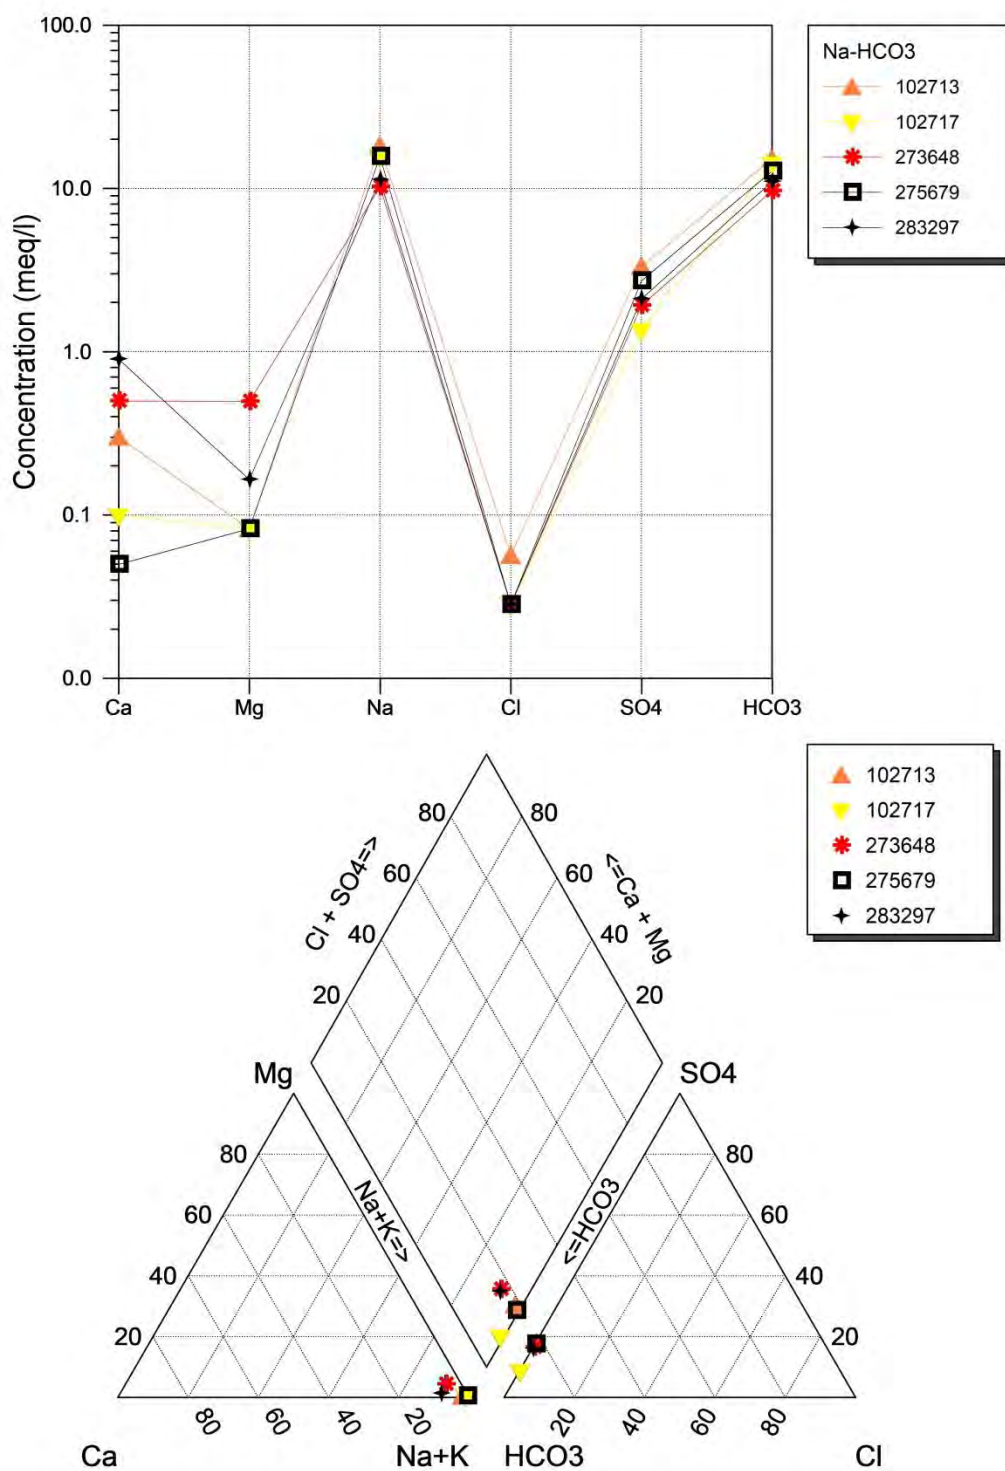 100.0
10.0
1.0
0.1
0.0
Concentration (meq/l)
Ca Mg Na Cl SO4 HCO3
Na-HCO3
102713
102717
273648
275679
283297
102713
102717
273648
275679
283297
80 80
60 60
40 40
20 20
Cl + SO4=>
<=Ca + Mg
Mg SO4
Na+K=>
<=HCO3
80 80
60 60
40 40
20 20
80 60 40 20 20 40 60 80
Ca Na+K HCO3 Cl